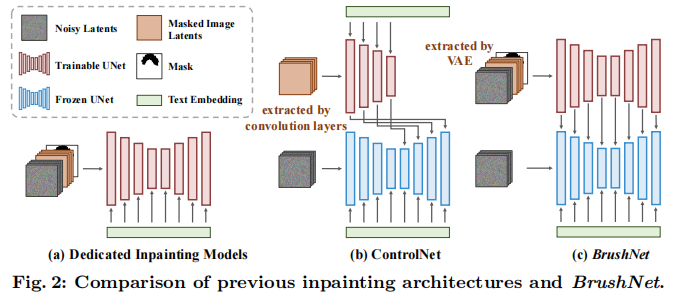 Noisy Latents
Masked Image
Latents
Trainable UNet
Mask
Frozen UNet
Text Embedding
extracted by
convolution layers
extracted by
VAE
(a) Dedicated Inpainting Models
(b) ControlNet
(c) BrushNet
Fig. 2: Comparison of previous inpainting architectures and BrushNet.